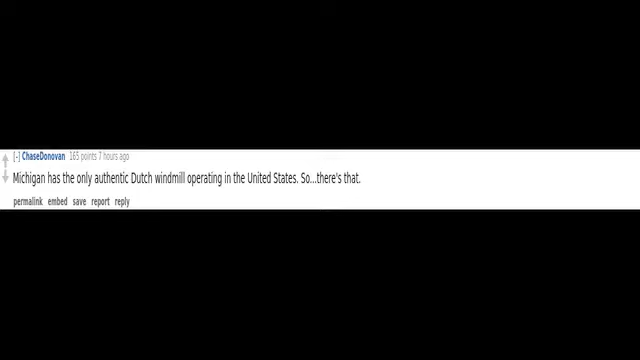 [-] ChaseDonovan 165 points 7 hours ago
Michigan has the only authentic Dutch windmill operating in the United States. So...there's that.
permalink embed save report reply